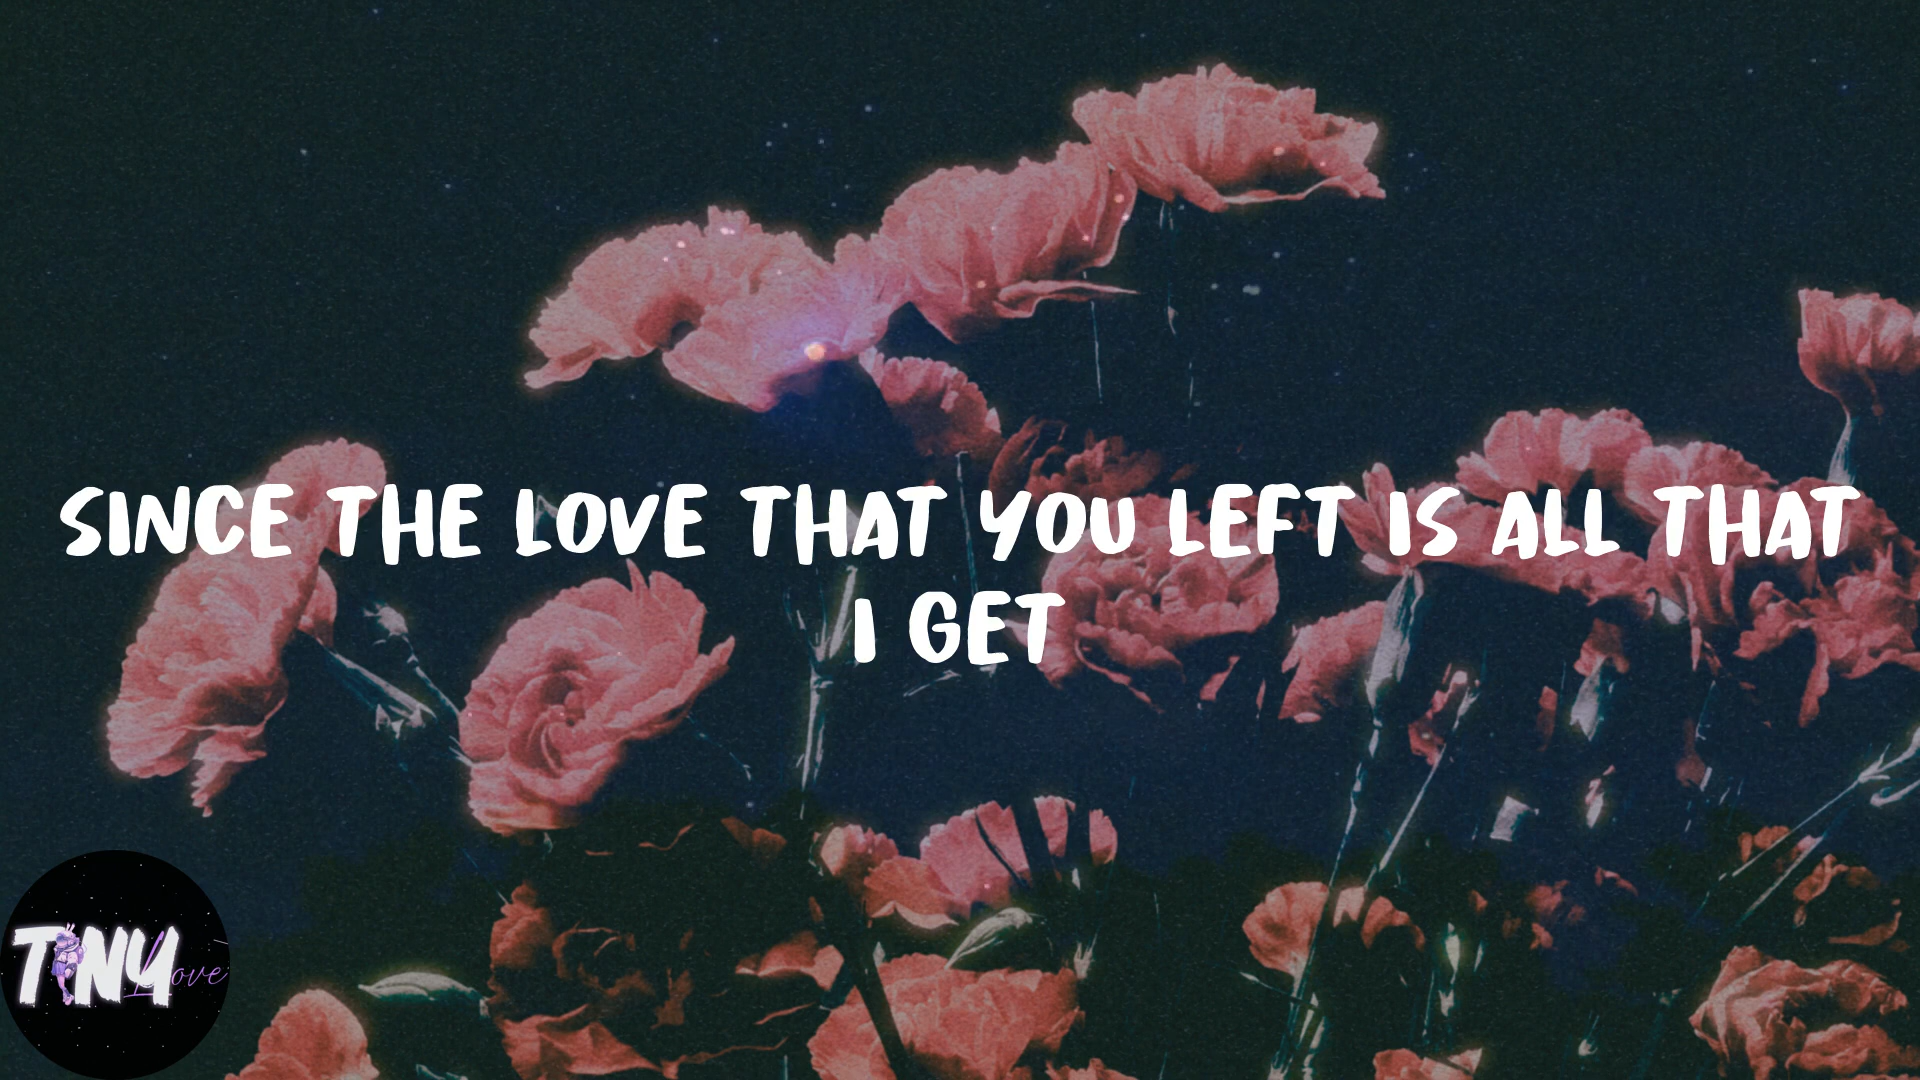 SINCE THE LOVE THAT YOU LEFT IS ALL THAT
I GET
TINY
Love